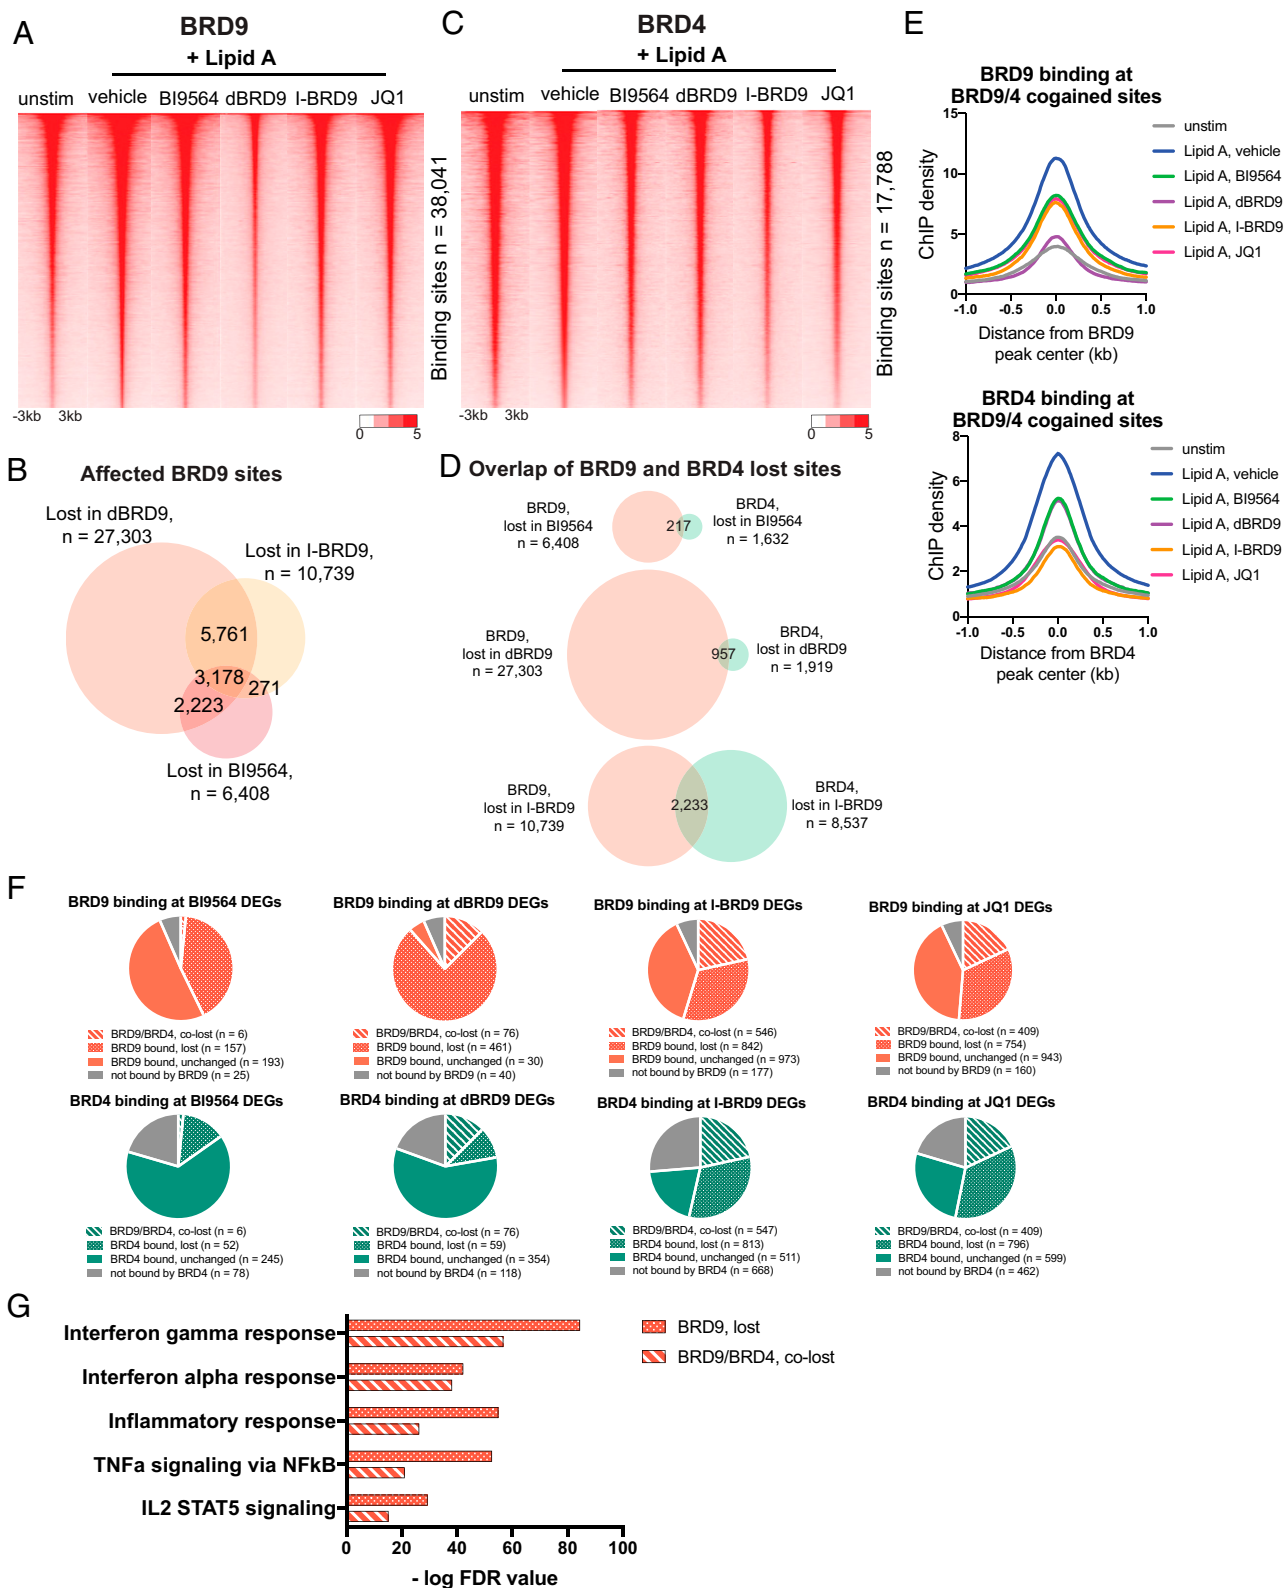 A
BRD9
+ Lipid A
unstim
vehicle
BI9564
dBRD9
I-BRD9
JQ1
Binding sites n = 38,041
-3kb
3kb
0
5
C
BRD4
+ Lipid A
unstim
vehicle
BI9564
dBRD9
I-BRD9
JQ1
Binding sites n = 17,788
-3kb
3kb
0
5
E
BRD9 binding at
BRD9/4 cogained sites
ChIP density
15
10
5
0
-1.0
-0.5
0.0
0.5
1.0
Distance from BRD9
peak center (kb)
unstim
Lipid A, vehicle
Lipid A, BI9564
Lipid A, dBRD9
Lipid A, I-BRD9
Lipid A, JQ1
BRD4 binding at
BRD9/4 cogained sites
ChIP density
8
6
4
2
0
-1.0
-0.5
0.0
0.5
1.0
Distance from BRD4
peak center (kb)
unstim
Lipid A, vehicle
Lipid A, BI9564
Lipid A, dBRD9
Lipid A, I-BRD9
Lipid A, JQ1
B
Affected BRD9 sites
Lost in dBRD9,
n = 27,303
Lost in I-BRD9,
n = 10,739
5,761
3,178
271
2,223
Lost in BI9564,
n = 6,408
D
Overlap of BRD9 and BRD4 lost sites
BRD9,
lost in BI9564
n = 6,408
217
BRD4,
lost in BI9564
n = 1,632
BRD9,
lost in dBRD9
n = 27,303
957
BRD4,
lost in dBRD9
n = 1,919
BRD9,
lost in I-BRD9
n = 10,739
2,233
BRD4,
lost in I-BRD9
n = 8,537
F
BRD9 binding at BI9564 DEGs
BRD9/BRD4, co-lost (n = 6)
BRD9 bound, lost (n = 157)
BRD9 bound, unchanged (n = 193)
not bound by BRD9 (n = 25)
BRD9 binding at dBRD9 DEGs
BRD9/BRD4, co-lost (n = 76)
BRD9 bound, lost (n = 461)
BRD9 bound, unchanged (n = 30)
not bound by BRD9 (n = 40)
BRD9 binding at I-BRD9 DEGs
BRD9/BRD4, co-lost (n = 546)
BRD9 bound, lost (n = 842)
BRD9 bound, unchanged (n = 973)
not bound by BRD9 (n = 177)
BRD9 binding at JQ1 DEGs
BRD9/BRD4, co-lost (n = 409)
BRD9 bound, lost (n = 754)
BRD9 bound, unchanged (n = 943)
not bound by BRD9 (n = 160)
BRD4 binding at BI9564 DEGs
BRD9/BRD4, co-lost (n = 6)
BRD4 bound, lost (n = 52)
BRD4 bound, unchanged (n = 245)
not bound by BRD4 (n = 78)
BRD4 binding at dBRD9 DEGs
BRD9/BRD4, co-lost (n = 76)
BRD4 bound, lost (n = 59)
BRD4 bound, unchanged (n = 354)
not bound by BRD4 (n = 118)
BRD4 binding at I-BRD9 DEGs
BRD9/BRD4, co-lost (n = 547)
BRD4 bound, lost (n = 813)
BRD4 bound, unchanged (n = 511)
not bound by BRD4 (n = 668)
BRD4 binding at JQ1 DEGs
BRD9/BRD4, co-lost (n = 409)
BRD4 bound, lost (n = 796)
BRD4 bound, unchanged (n = 599)
not bound by BRD4 (n = 462)
G
Interferon gamma response
Interferon alpha response
Inflammatory response
TNFa signaling via NFkB
IL2 STAT5 signaling
0
20
40
60
80
100
- log FDR value
BRD9, lost
BRD9/BRD4, co-lost